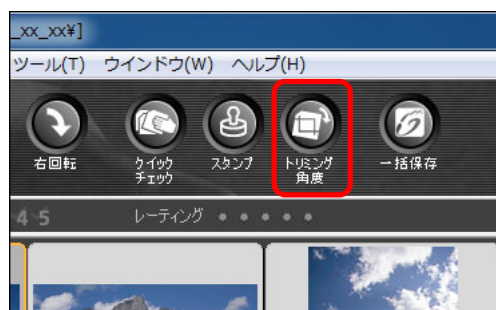 _xx_xx¥]
ツール(T) ウインドウ(W) ヘルプ(H)
右回転
クイック
チェック
スタンプ
トリミング
角度
一括保存
4 5 レーティング